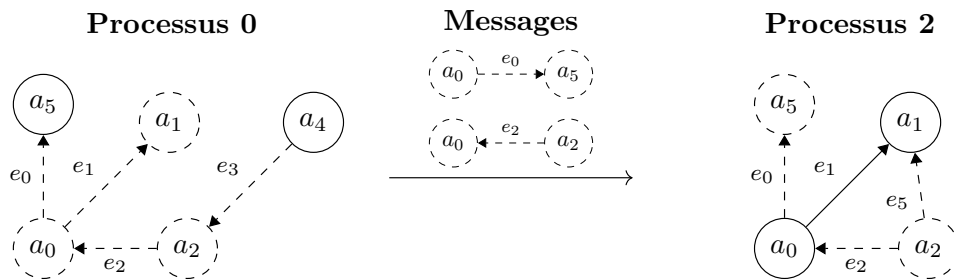 Processus 0
Messages
Processus 2
a0
e0
a5
a0
e2
a2
a5
a1
a4
e0
e1
e3
a0
e2
a2
a5
a1
e0
e1
e5
a0
e2
a2